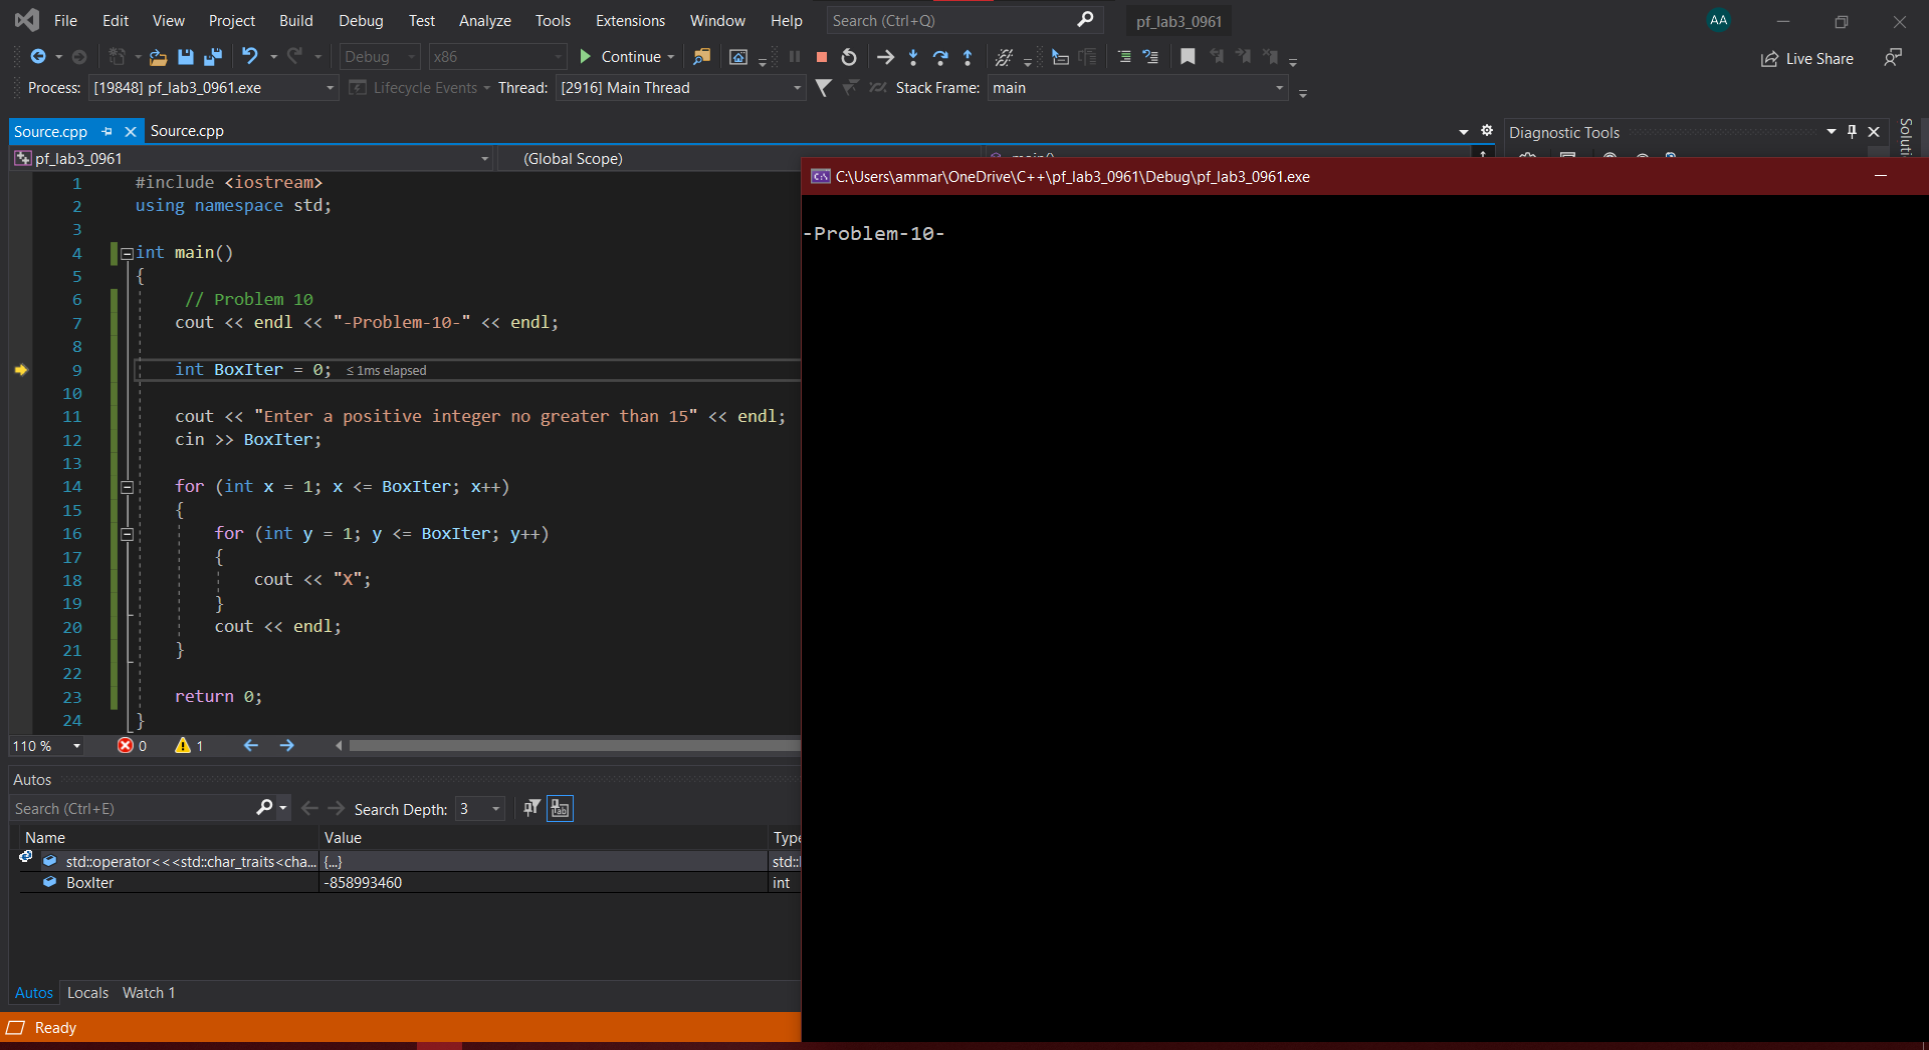 File Edit View Project Build Debug Test Analyze Tools Extensions Window Help Search (Ctrl+Q) pf_lab3_0961 AA
Debug x86 Continue Live Share
Process: [19848] pf_lab3_0961.exe Lifecycle Events Thread: [2916] Main Thread Stack Frame: main
Source.cpp Source.cpp Diagnostic Tools
pf_lab3_0961 (Global Scope) main()
C:\Users\ammar\OneDrive\C++\pf_lab3_0961\Debug\pf_lab3_0961.exe
-Problem-10-
1 #include <iostream>
2 using namespace std;
3
4 int main()
5 {
6 // Problem 10
7 cout << endl << "-Problem-10-" << endl;
8
9 int BoxIter = 0; ≤ 1ms elapsed
10
11 cout << "Enter a positive integer no greater than 15" << endl;
12 cin >> BoxIter;
13
14 for (int x = 1; x <= BoxIter; x++)
15 {
16 for (int y = 1; y <= BoxIter; y++)
17 {
18 cout << "X";
19 }
20 cout << endl;
21 }
22
23 return 0;
24 }
110 % 0 1
Autos
Search (Ctrl+E) Search Depth: 3
Name Value Type
std::operator<<<std::char_traits<cha... {...} std::
BoxIter -858993460 int
Autos Locals Watch 1
Ready